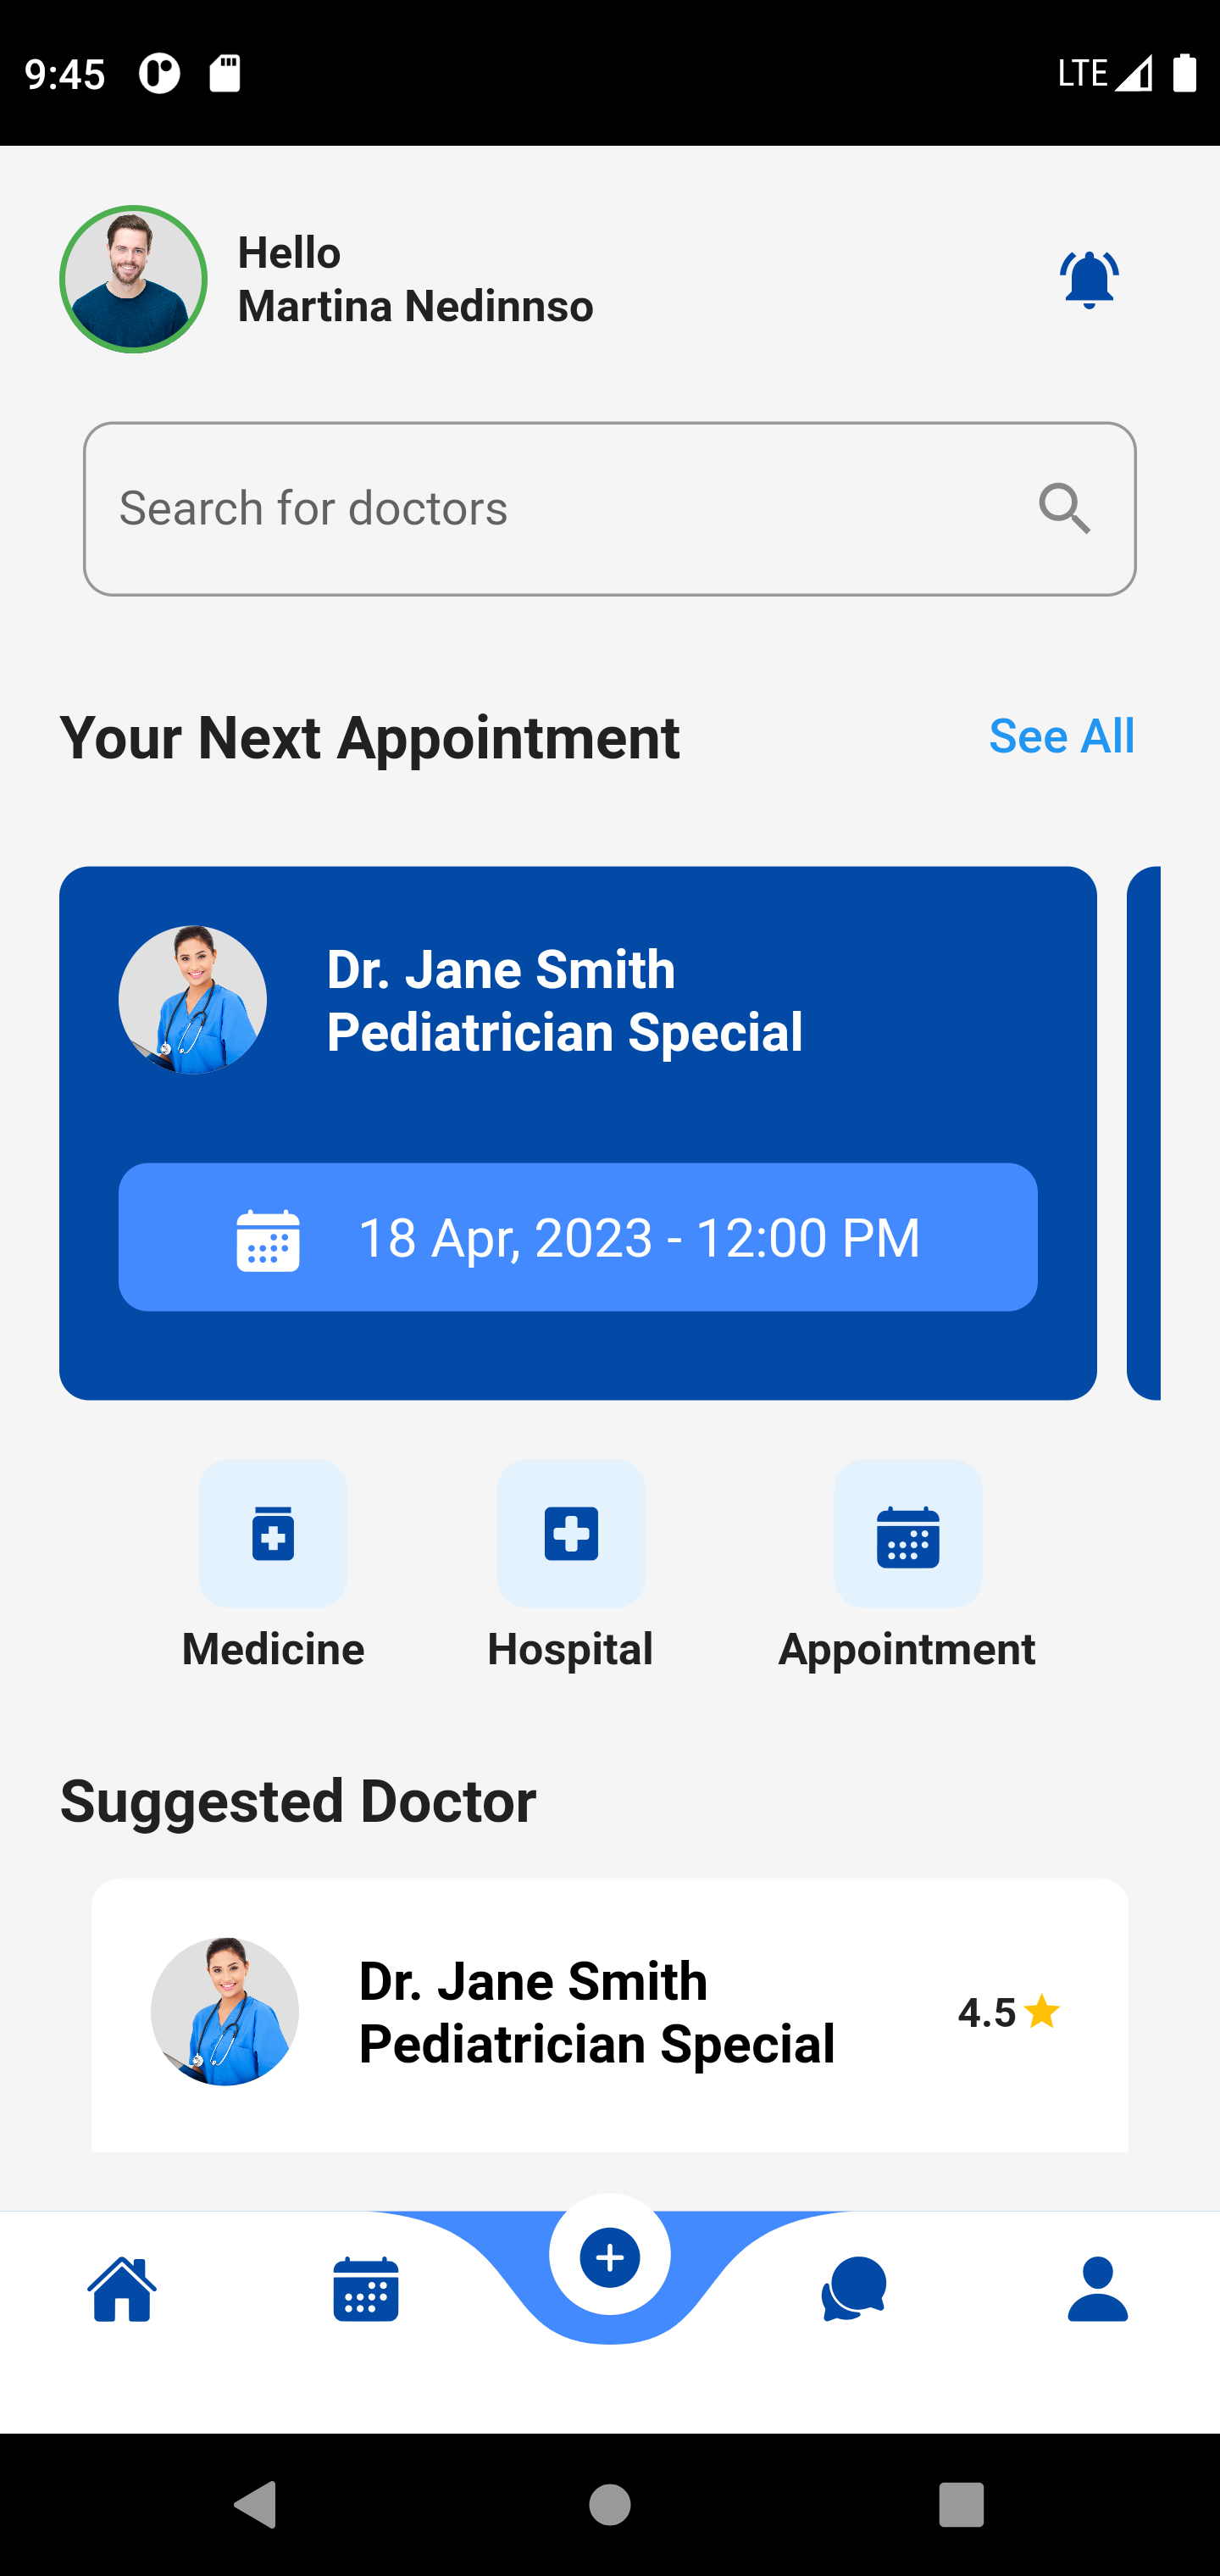 9:45
LTE
Hello
Martina Nedinnso
Search for doctors
Your Next Appointment
See All
Dr. Jane Smith
Pediatrician Special
18 Apr, 2023 - 12:00 PM
Medicine
Hospital
Appointment
Suggested Doctor
Dr. Jane Smith
Pediatrician Special
4.5